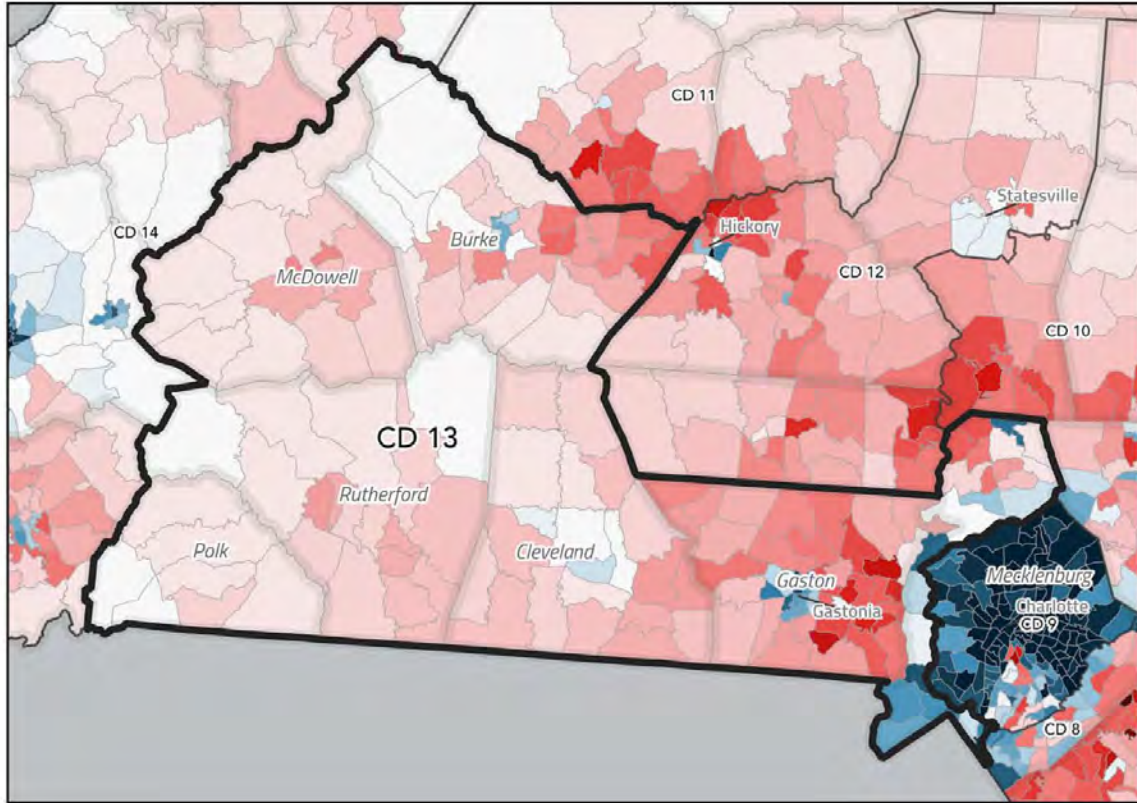 CD 11
Statesville
CD 14
Hickory
Burke
McDowell
CD 12
CD 10
CD 13
Rutherford
Polk
Cleveland
Gaston
Gastonia
Mecklenburg
Charlotte
CD 9
CD 8